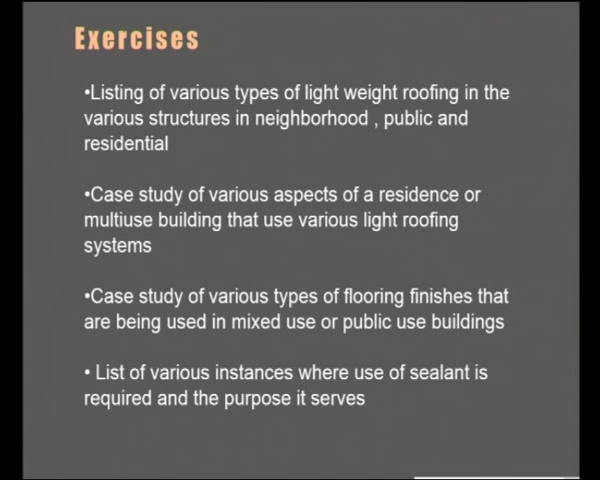 Exercises
•Listing of various types of light weight roofing in the
various structures in neighborhood , public and
residential
•Case study of various aspects of a residence or
multiuse building that use various light roofing
systems
•Case study of various types of flooring finishes that
are being used in mixed use or public use buildings
• List of various instances where use of sealant is
required and the purpose it serves